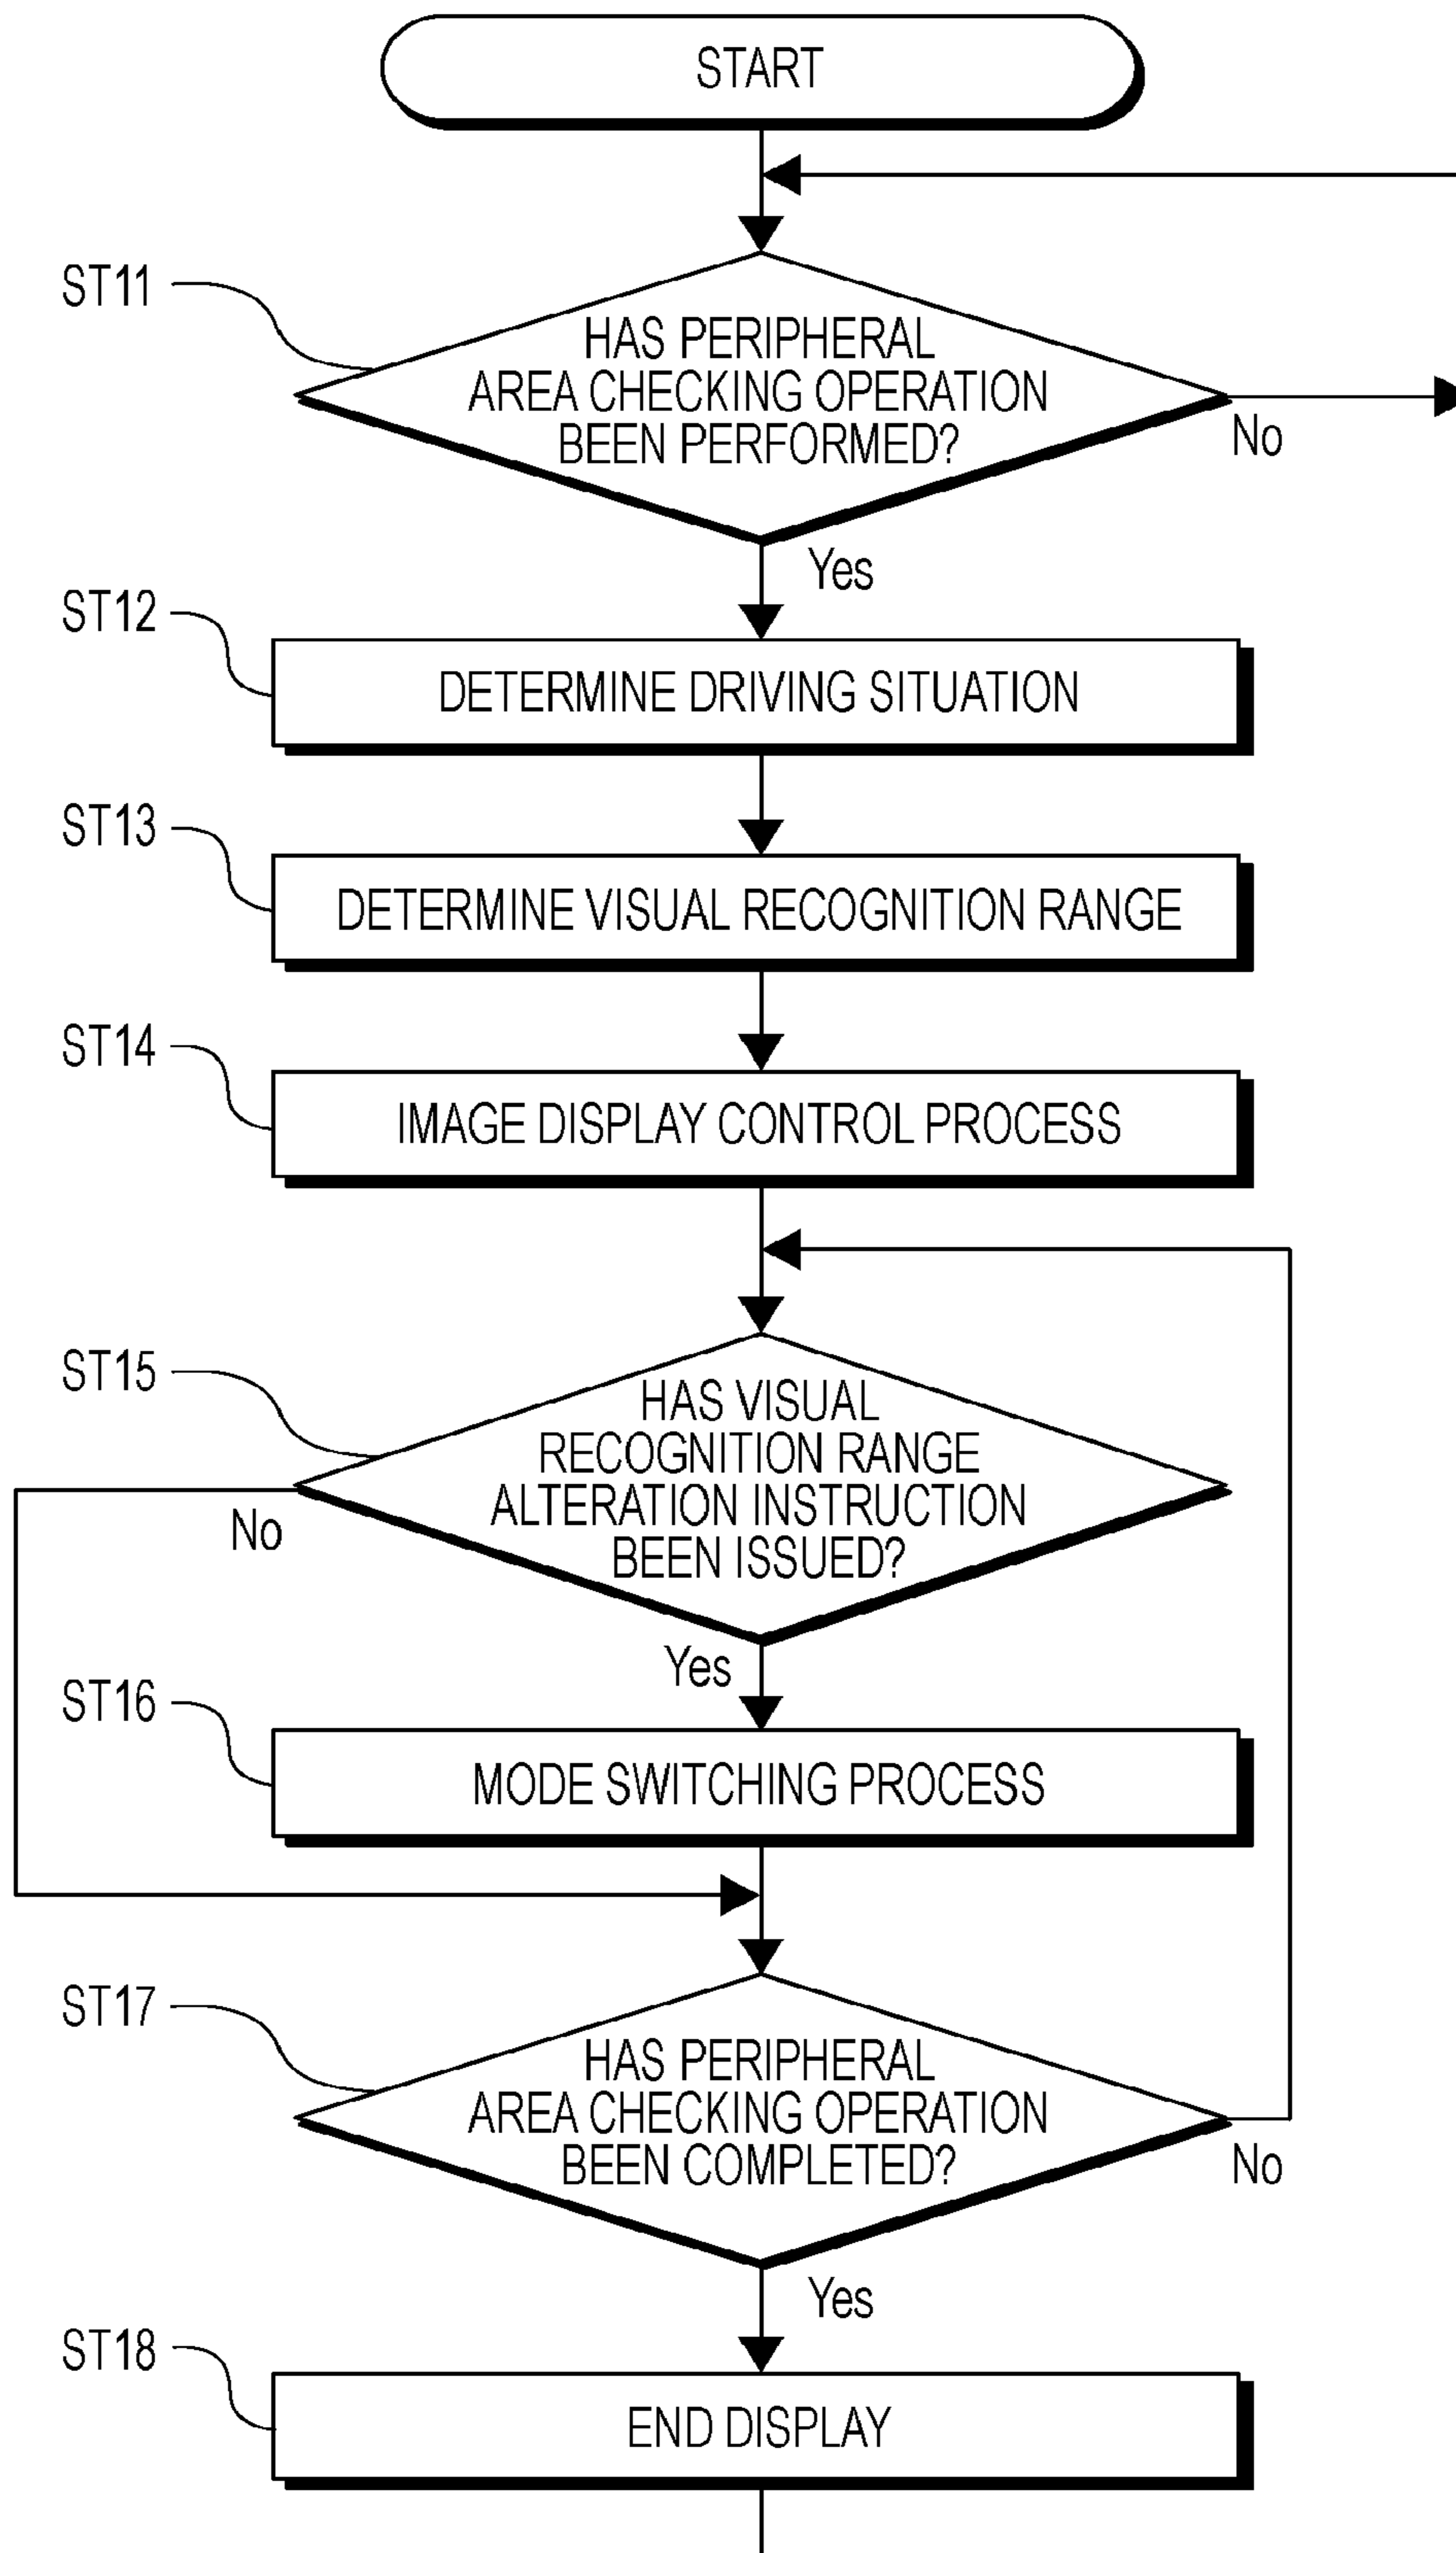 START
ST11
HAS PERIPHERAL
AREA CHECKING OPERATION
BEEN PERFORMED?
No
Yes
ST12
DETERMINE DRIVING SITUATION
ST13
DETERMINE VISUAL RECOGNITION RANGE
ST14
IMAGE DISPLAY CONTROL PROCESS
ST15
HAS VISUAL
RECOGNITION RANGE
ALTERATION INSTRUCTION
BEEN ISSUED?
No
Yes
ST16
MODE SWITCHING PROCESS
ST17
HAS PERIPHERAL
AREA CHECKING OPERATION
BEEN COMPLETED?
No
Yes
ST18
END DISPLAY